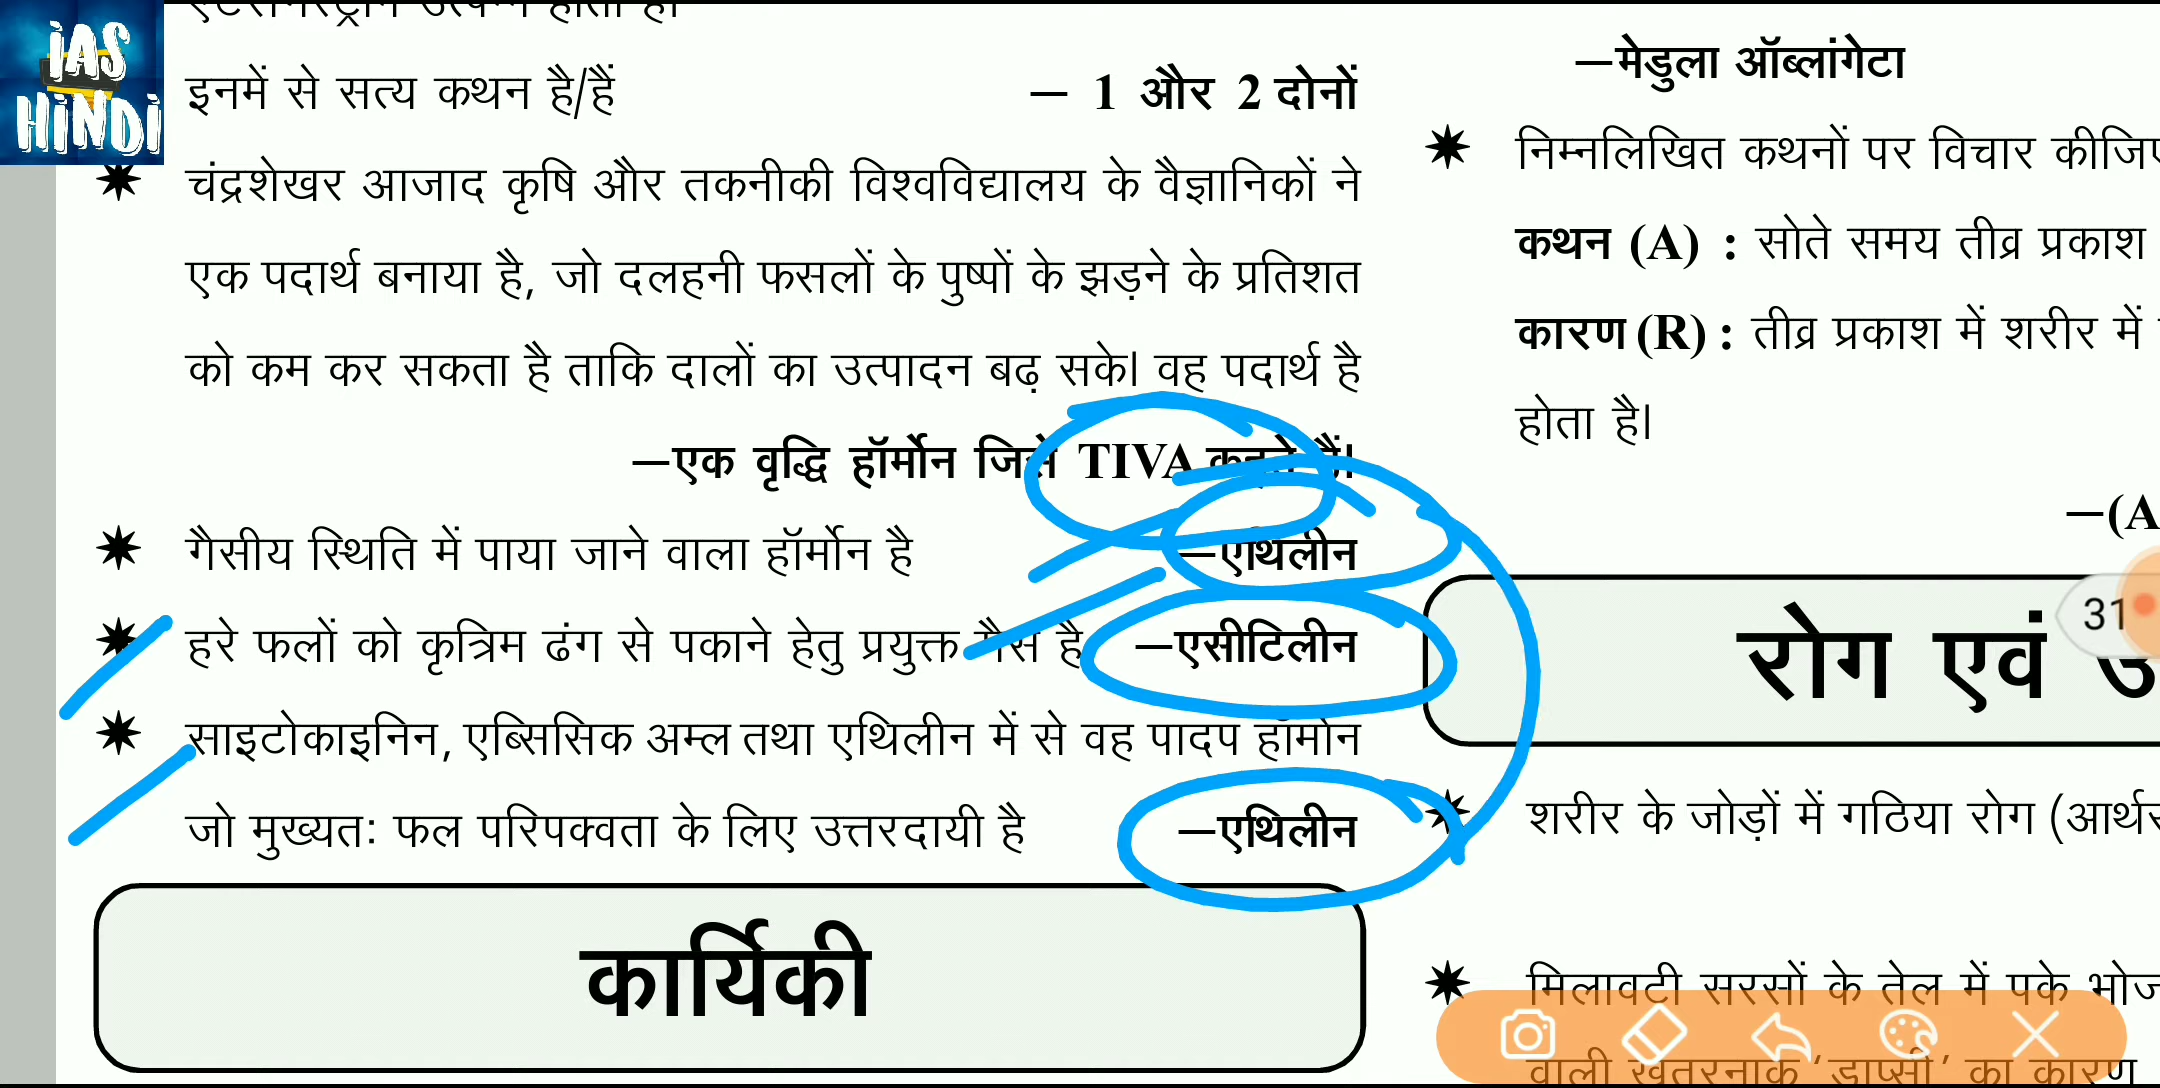 iAS
HiNDi
इनमें से सत्य कथन है/हैं — 1 और 2 दोनों
चंद्रशेखर आजाद कृषि और तकनीकी विश्वविद्यालय के वैज्ञानिकों ने
एक पदार्थ बनाया है, जो दलहनी फसलों के पुष्पों के झड़ने के प्रतिशत
को कम कर सकता है ताकि दालों का उत्पादन बढ़ सके। वह पदार्थ है
—एक वृद्धि हॉर्मोन जिसे TIVA कहते हैं।
गैसीय स्थिति में पाया जाने वाला हॉर्मोन है —एथिलीन
हरे फलों को कृत्रिम ढंग से पकाने हेतु प्रयुक्त गैस है —एसीटिलीन
साइटोकाइनिन, एब्सिसिक अम्ल तथा एथिलीन में से वह पादप हॉर्मोन
जो मुख्यतः फल परिपक्वता के लिए उत्तरदायी है —एथिलीन
कार्यिकी
—मेडुला ऑब्लांगेटा
निम्नलिखित कथनों पर विचार
कथन (A) : सोते समय तीव्र प्रकाश
कारण (R) : तीव्र प्रकाश में शरीर में
होता है।
—(A
31
रोग एवं
शरीर के जोड़ों में गठिया रोग
मिलावटी सरसों के तेल में पके
वाली खतरनाक ‘ड्राप्सी’ का कारण